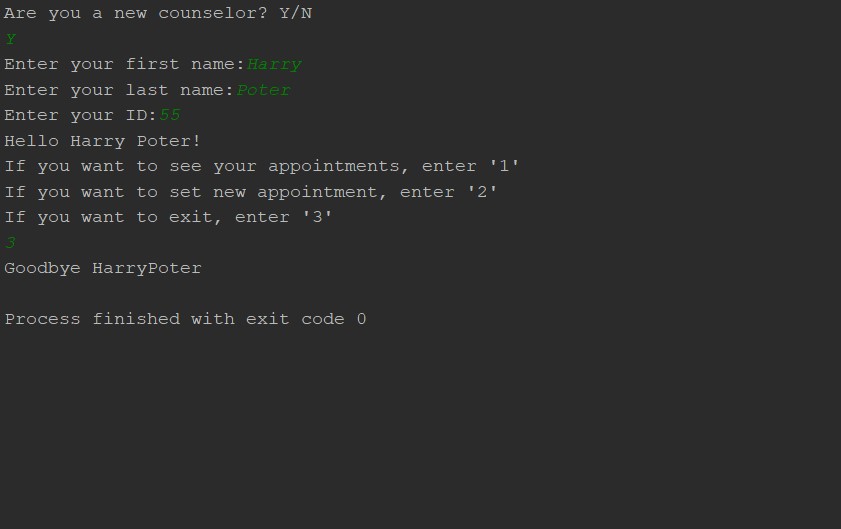 Are you a new counselor? Y/N
Y
Enter your first name:Harry
Enter your last name:Poter
Enter your ID:55
Hello Harry Poter!
If you want to see your appointments, enter '1'
If you want to set new appointment, enter '2'
If you want to exit, enter '3'
3
Goodbye HarryPoter
Process finished with exit code 0